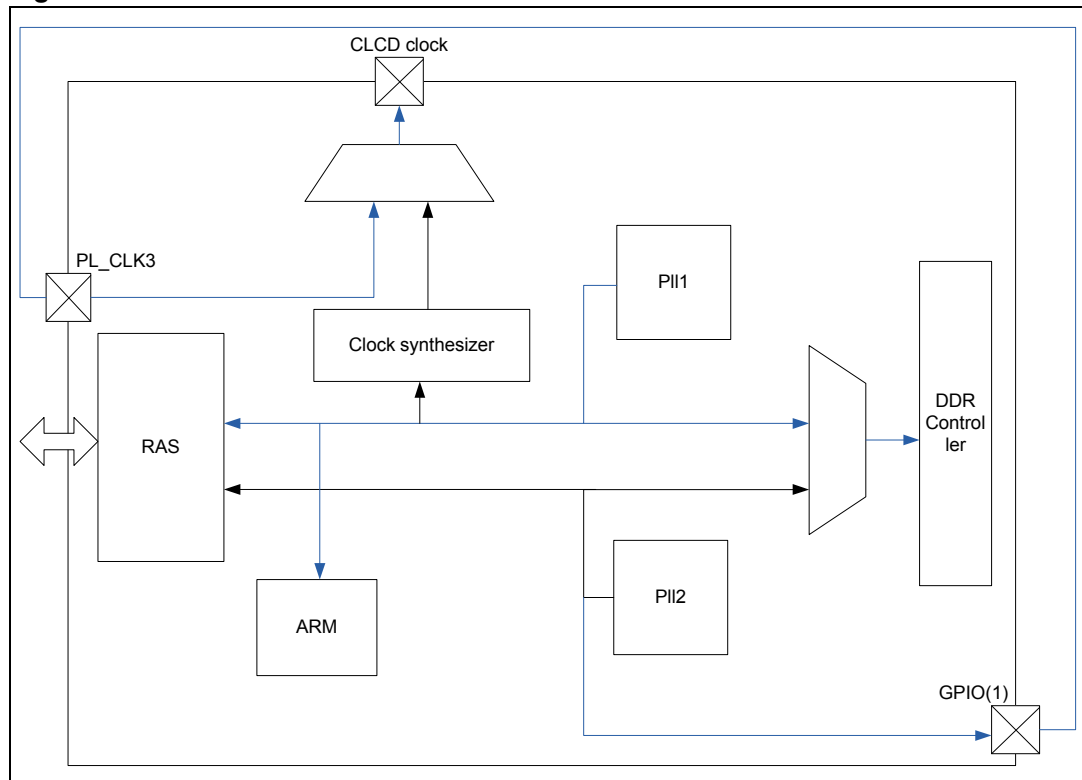 CLCD clock
PL_CLK3
Pll1
Clock synthesizer
DDR
Control
ler
RAS
Pll2
ARM
GPIO(1)